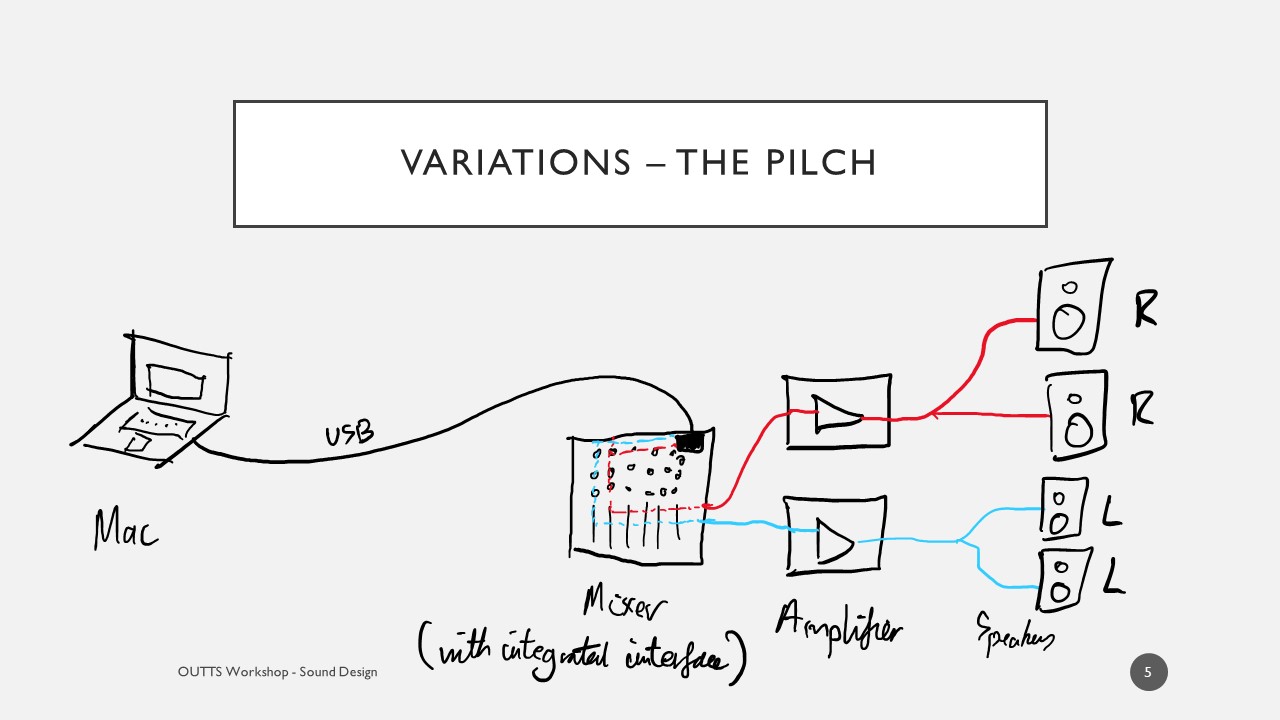 VARIATIONS – THE PILCH
R
R
USB
Mac
L
L
Mixer
(with integrated interface)
Amplifier
Speakers
OUTTS Workshop - Sound Design
5